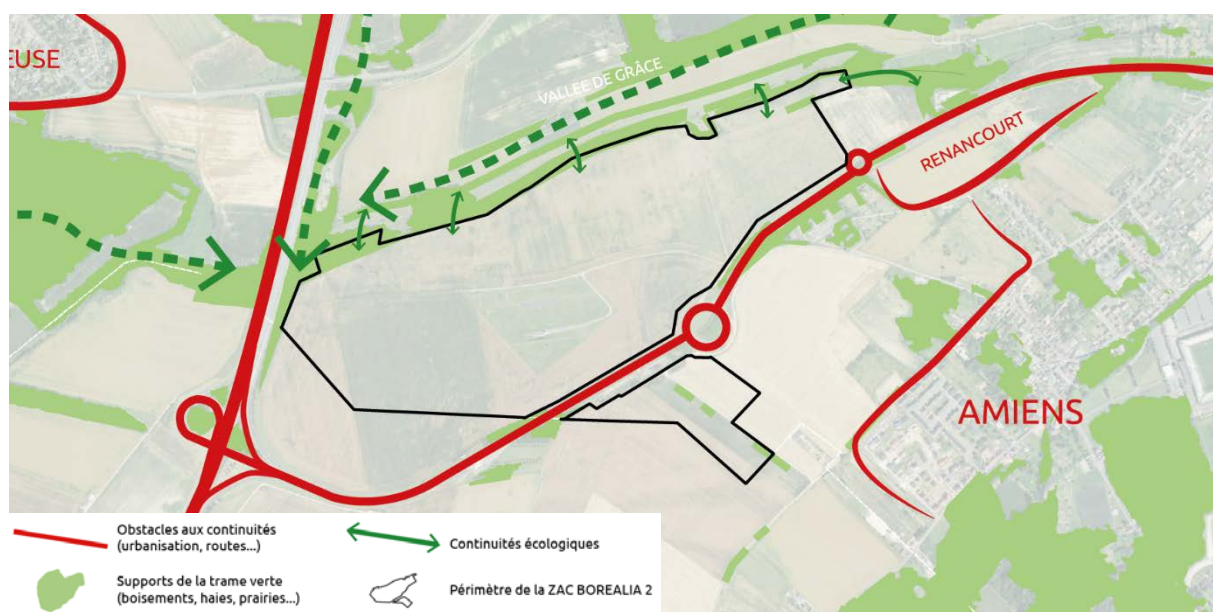 EUSE
VALLEE DE GRÂCE
RENANCOURT
AMIENS
Obstacles aux continuités
(urbanisation, routes...)
Continuités écologiques
Supports de la trame verte
(boisements, haies, prairies...)
Périmètre de la ZAC BOREALIA 2